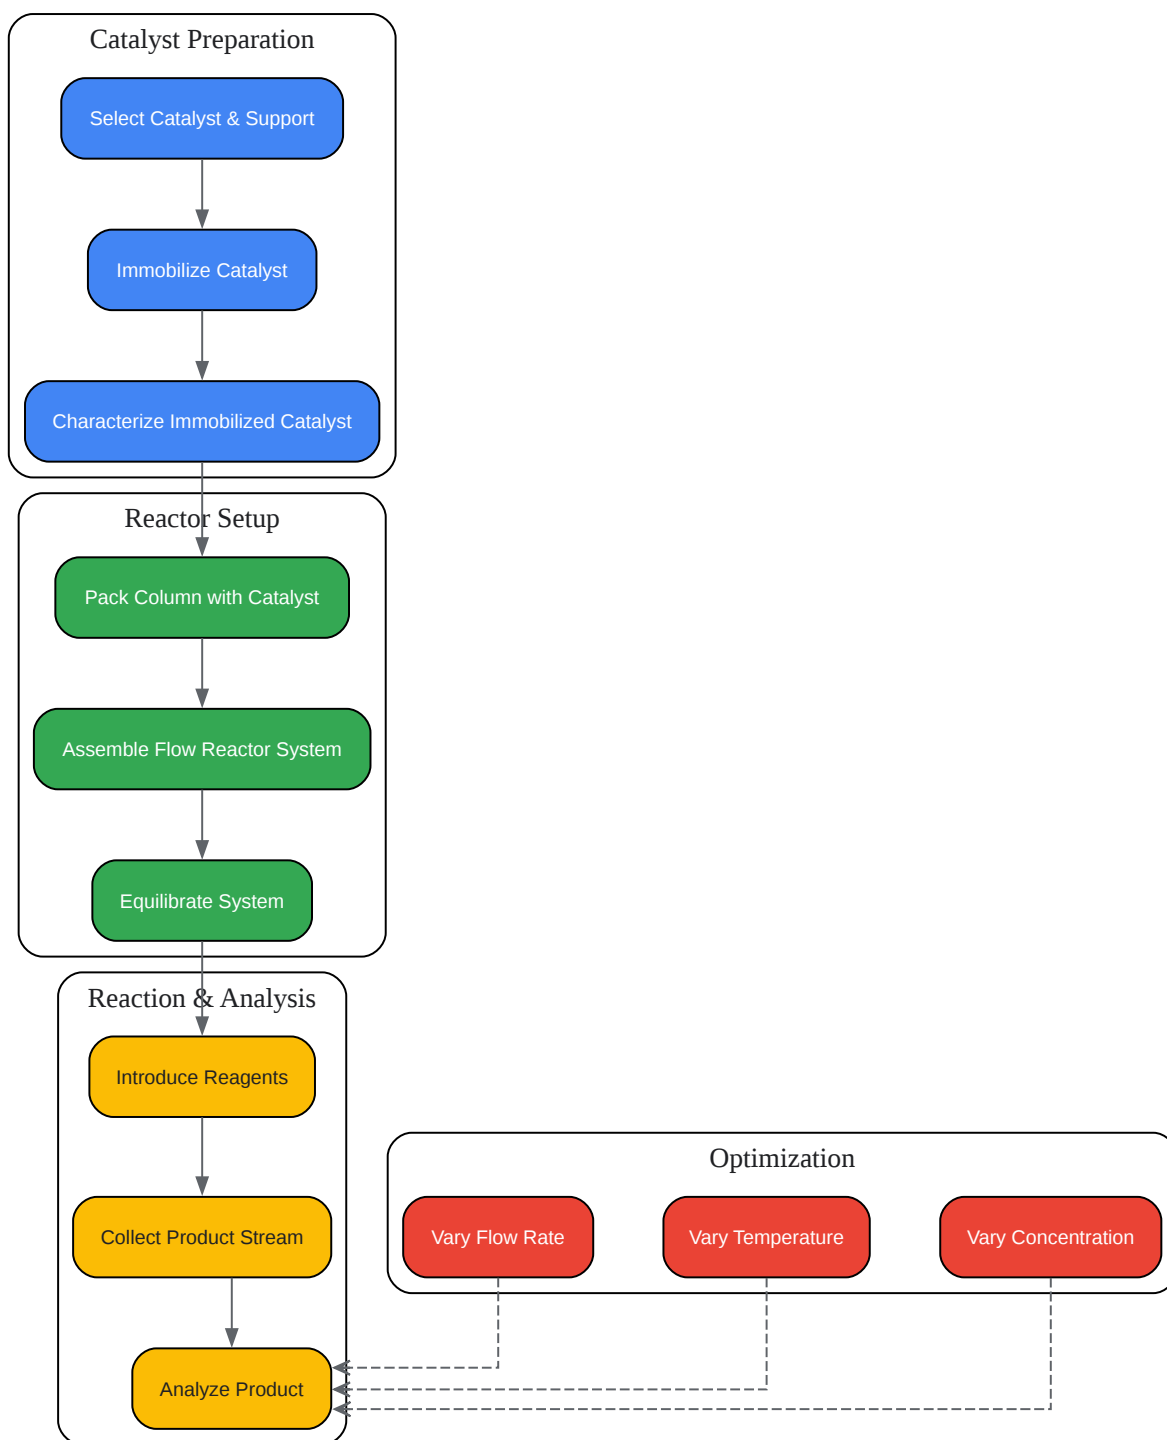 Catalyst Preparation
Select Catalyst & Support
Immobilize Catalyst
Characterize Immobilized Catalyst
Reactor Setup
Pack Column with Catalyst
Assemble Flow Reactor System
Equilibrate System
Reaction & Analysis
Introduce Reagents
Collect Product Stream
Analyze Product
Optimization
Vary Flow Rate
Vary Temperature
Vary Concentration